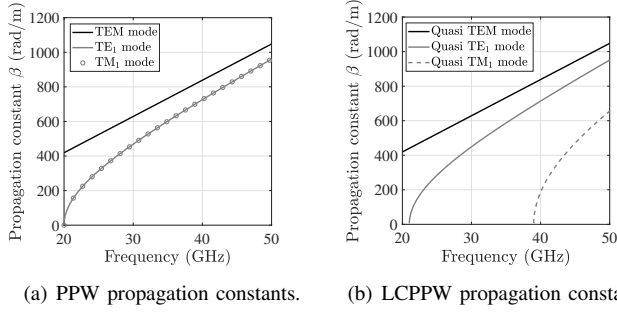 1200
1000
800
600
400
200
0
Propagation constant β (rad/m)
TEM mode
TE₁ mode
TM₁ mode
20 30 40 50
Frequency (GHz)
(a) PPW propagation constants.
1200
1000
800
600
400
200
0
Propagation constant β (rad/m)
Quasi TEM mode
Quasi TE₁ mode
Quasi TM₁ mode
20 30 40 50
Frequency (GHz)
(b) LCPPW propagation consta